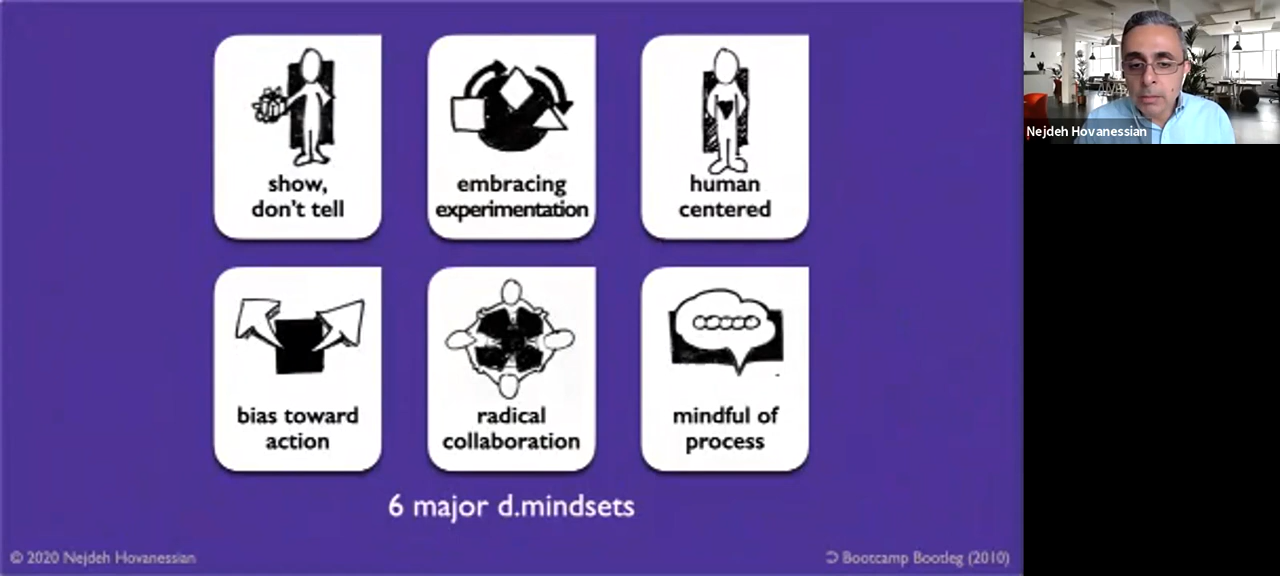 show,
don't tell
embracing
experimentation
human
centered
bias toward
action
radical
collaboration
mindful of
process
6 major d.mindsets
© 2020 Nejdeh Hovanessian
Ɔ Bootcamp Bootleg (2010)
Nejdeh Hovanessian